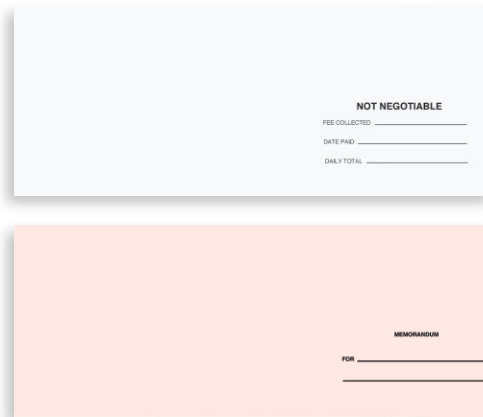 NOT NEGOTIABLE
FEE COLLECTED
DATE PAID
DAILY TOTAL
MEMORANDUM
FOR